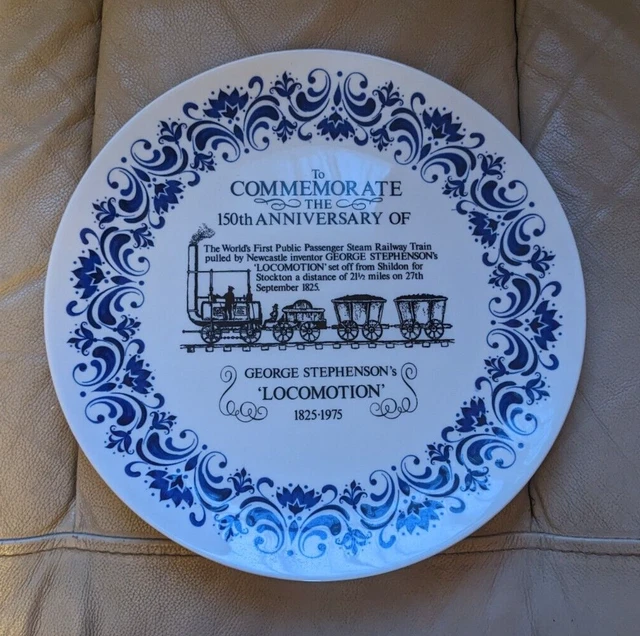 To
COMMEMORATE
THE
150th ANNIVERSARY OF
The World's First Public Passenger Steam Railway Train
pulled by Newcastle inventor GEORGE STEPHENSON's
'LOCOMOTION' set off from Shildon for
Stockton a distance of 21½ miles on 27th
September 1825.
GEORGE STEPHENSON's
'LOCOMOTION'
1825-1975